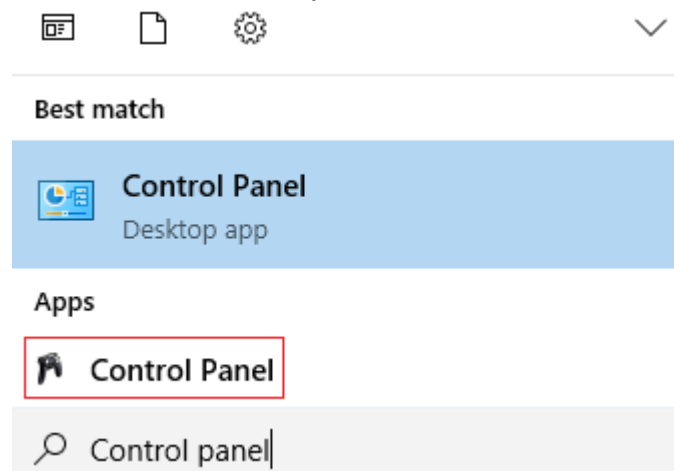 Best match
Control Panel
Desktop app
Apps
Control Panel
Control panel